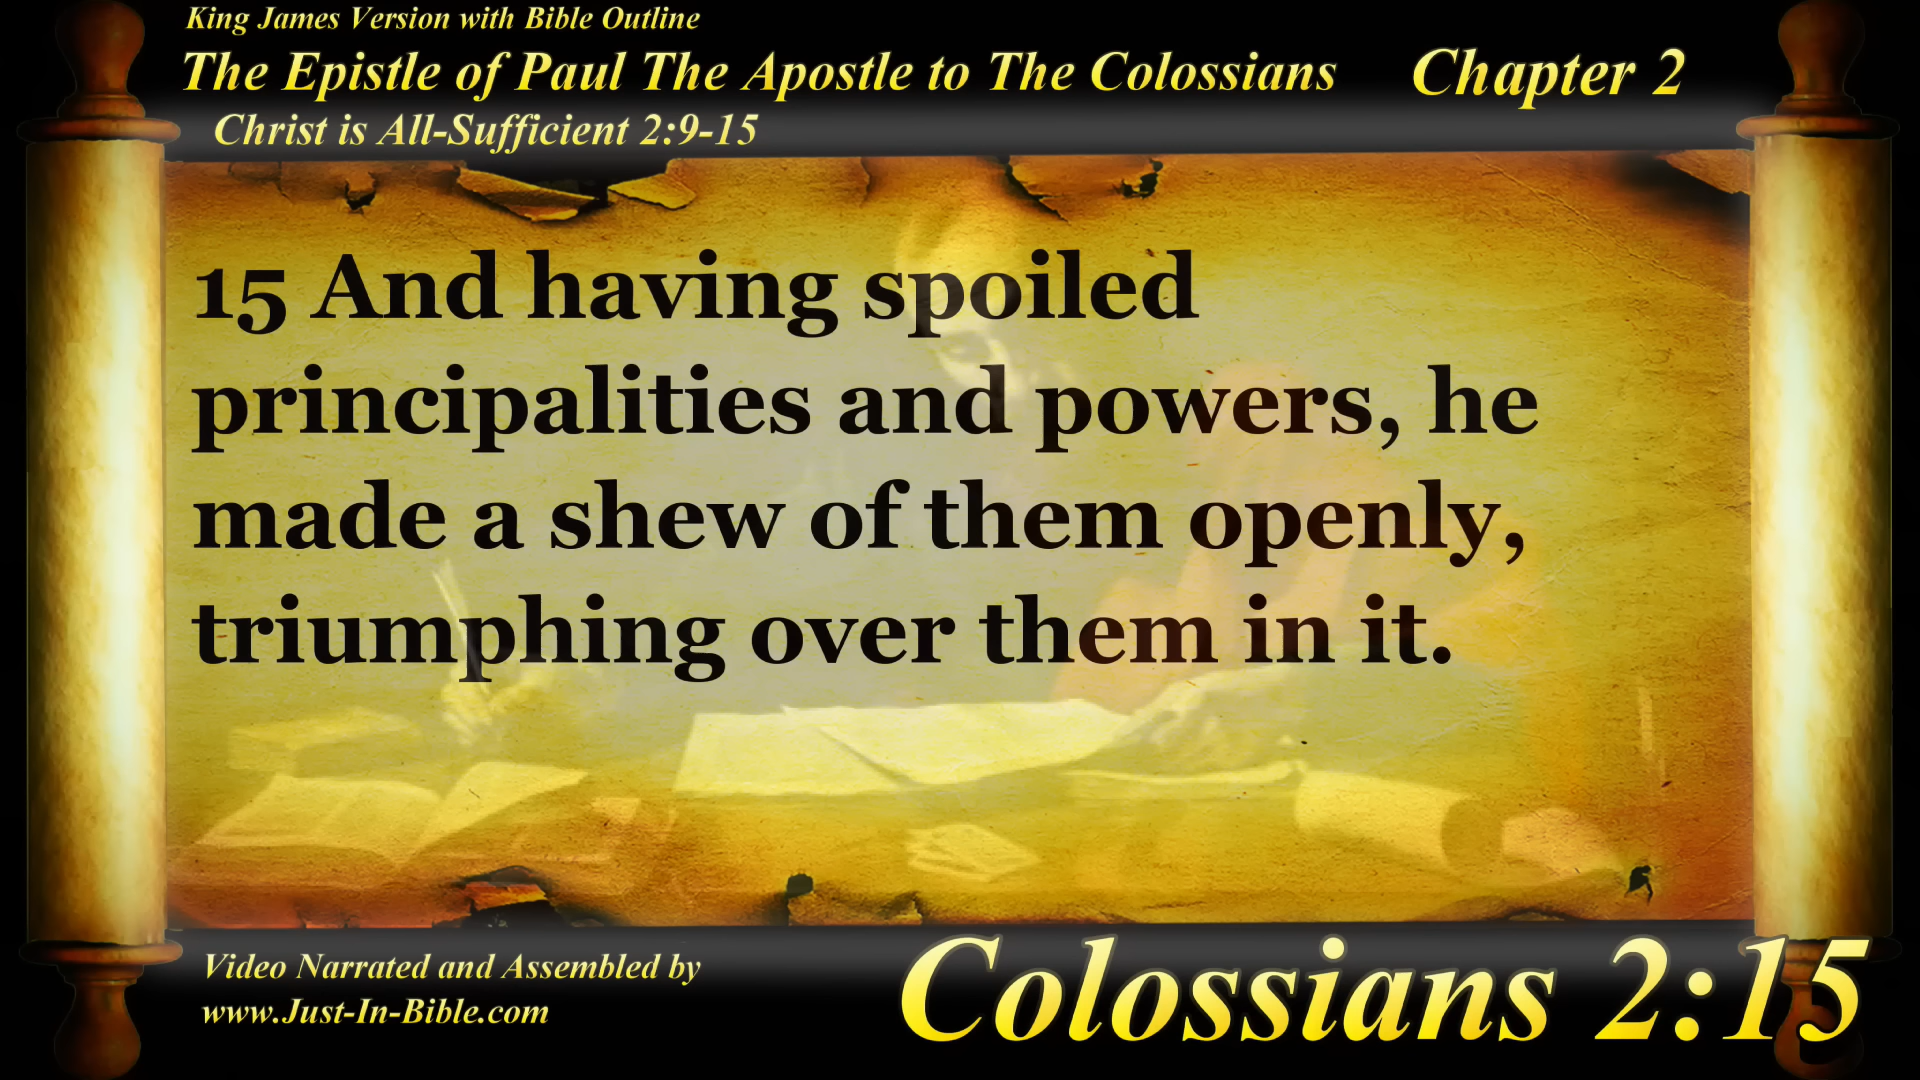 King James Version with Bible Outline
The Epistle of Paul The Apostle to The Colossians Chapter 2
Christ is All-Sufficient 2:9-15
15 And having spoiled
principalities and powers, he
made a shew of them openly,
triumphing over them in it.
Video Narrated and Assembled by
www.Just-In-Bible.com
Colossians 2:15